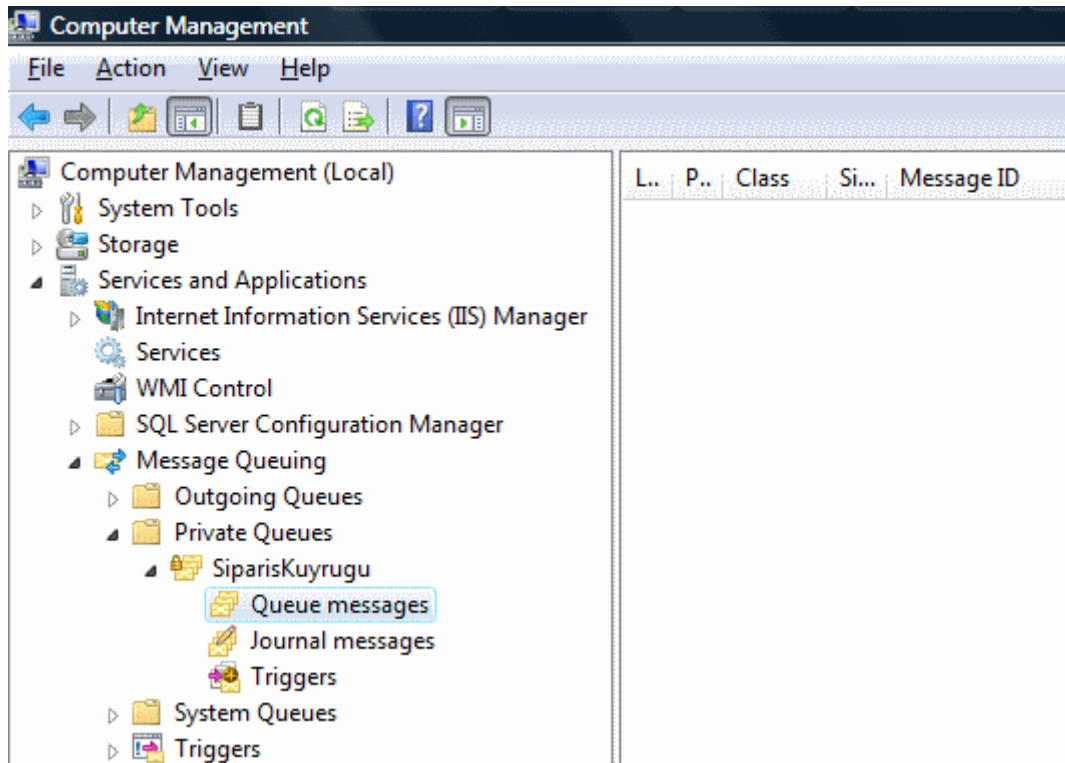 Computer Management
File Action View Help
Computer Management (Local)
System Tools
Storage
Services and Applications
Internet Information Services (IIS) Manager
Services
WMI Control
SQL Server Configuration Manager
Message Queuing
Outgoing Queues
Private Queues
SiparisKuyrugu
Queue messages
Journal messages
Triggers
System Queues
Triggers
L.. P.. Class Si... Message ID